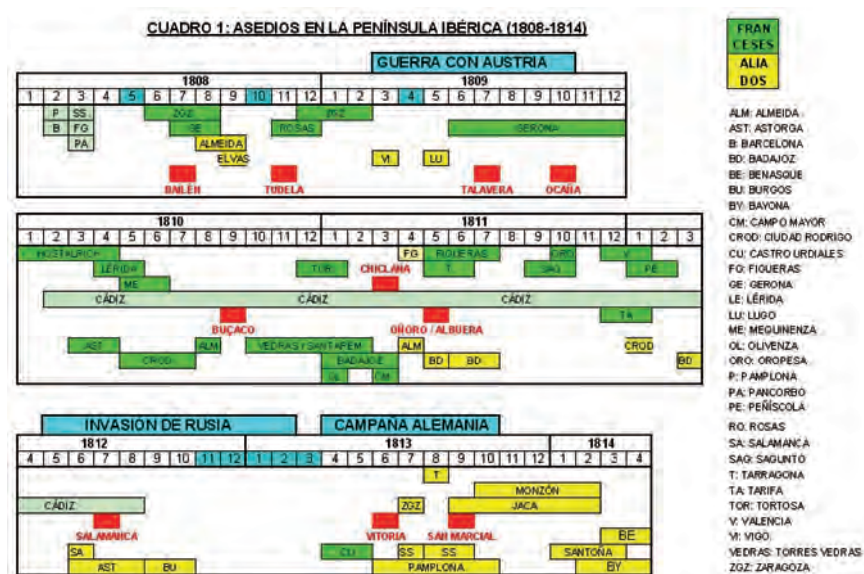 CUADRO 1: ASEDIOS EN LA PENÍNSULA IBÉRICA (1808-1814)
FRAN
CESES
ALIA
DOS
GUERRA CON AUSTRIA
1808 1809
1 2 3 4 5 6 7 8 9 10 11 12 1 2 3 4 5 6 7 8 9 10 11 12
P SS ZGZ ZGZ
B FG GE ROSAS GERONA
PA ALMEIDA
ELVAS VI LU
BAILÉN TUDELA TALAVERA OCAÑA
1810 1811
1 2 3 4 5 6 7 8 9 10 11 12 1 2 3 4 5 6 7 8 9 10 11 12 1 2 3
HOSTALRICH FG FIGUERAS ORO V
LÉRIDA TOR CHICLANA T SAG PE
ME
CÁDIZ CÁDIZ CÁDIZ
TA
BUÇACO OÑORO / ALBUERA
AST ALM VEDRAS Y SANTAREM ALM CROD
CROD BADAJOZ BD BD BD
OL CM
INVASIÓN DE RUSIA CAMPAÑA ALEMANIA
1812 1813 1814
4 5 6 7 8 9 10 11 12 1 2 3 4 5 6 7 8 9 10 11 12 1 2 3 4
T
MONZÓN
CÁDIZ ZGZ JACA
SALAMANCA VITORIA SAN MARCIAL BE
SA CU SS SS SANTOÑA
AST BU PAMPLONA BY
ALM: ALMEIDA
AST: ASTORGA
B: BARCELONA
BD: BADAJOZ
BE: BENASQUE
BU: BURGOS
BY: BAYONA
CM: CAMPO MAYOR
CROD: CIUDAD RODRIGO
CU: CASTRO URDIALES
FG: FIGUERAS
GE: GERONA
LE: LÉRIDA
LU: LUGO
ME: MEQUINENZA
OL: OLIVENZA
ORO: OROPESA
P: PAMPLONA
PA: PANCORBO
PE: PEÑÍSCOLA
RO: ROSAS
SA: SALAMANCA
SAG: SAGUNTO
T: TARRAGONA
TA: TARIFA
TOR: TORTOSA
V: VALENCIA
VI: VIGO
VEDRAS: TORRES VEDRAS
ZGZ: ZARAGOZA